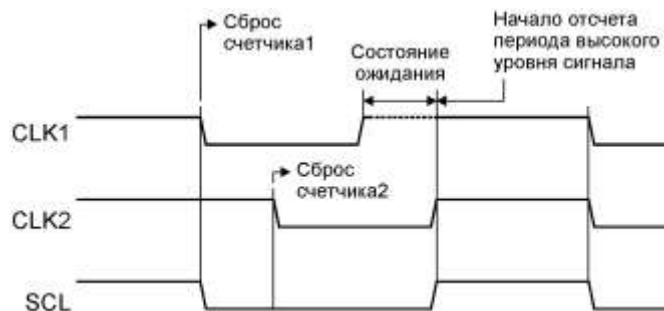 Сброс
счетчика1
Состояние
ожидания
Начало отсчета
периода высокого
уровня сигнала
CLK1
Сброс
счетчика2
CLK2
SCL